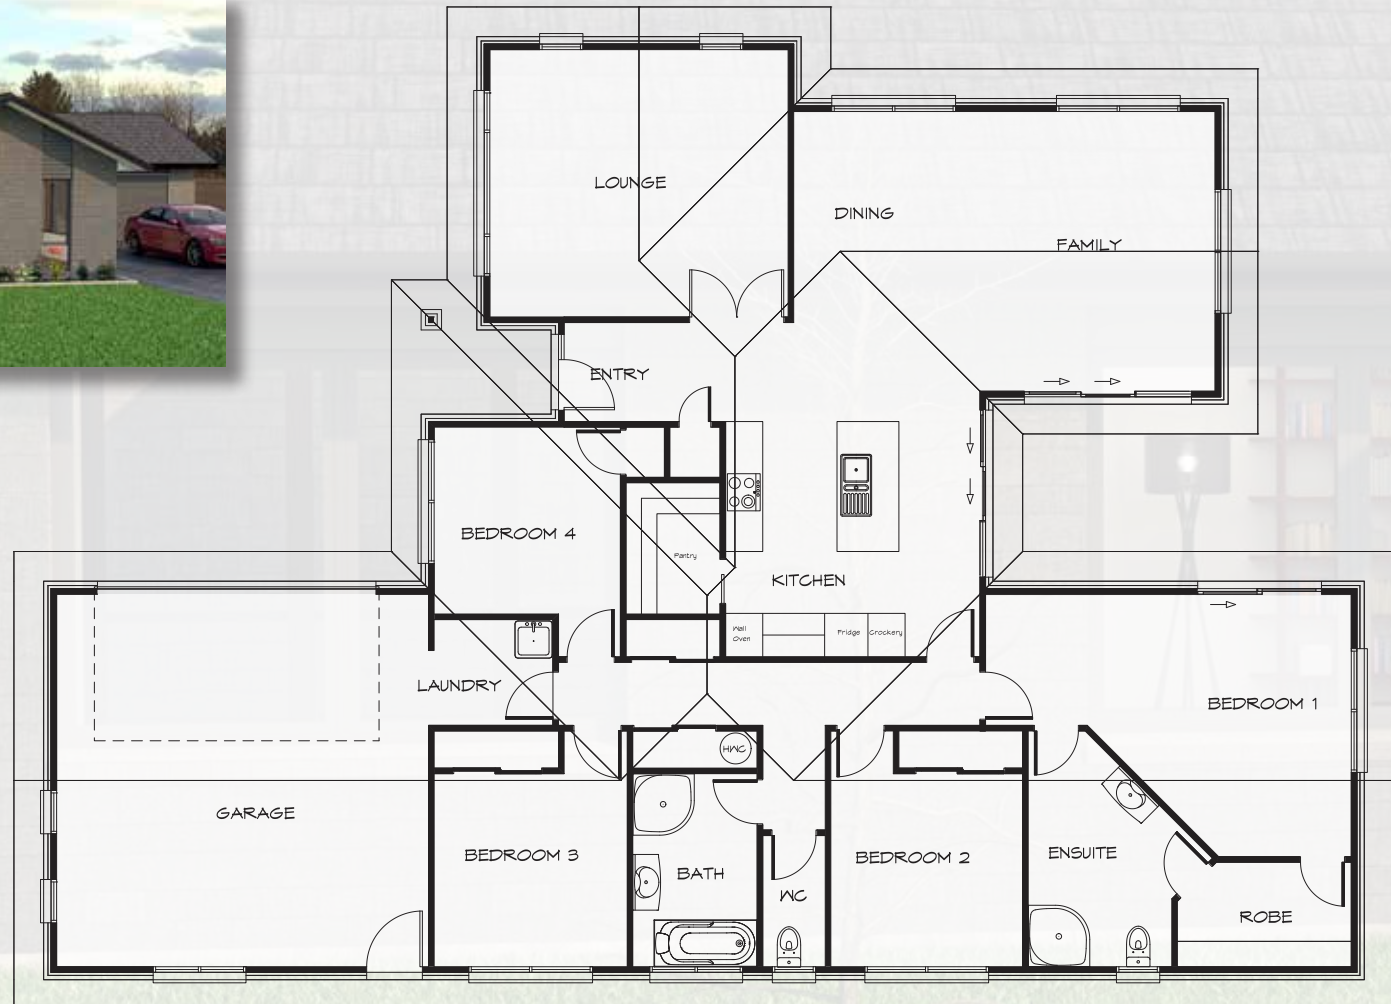 LOUNGE
DINING
FAMILY
ENTRY
BEDROOM 4
Pantry
KITCHEN
Wall
Oven
Fridge
Crockery
LAUNDRY
BEDROOM 1
HWC
GARAGE
BEDROOM 3
BATH
WC
BEDROOM 2
ENSUITE
ROBE